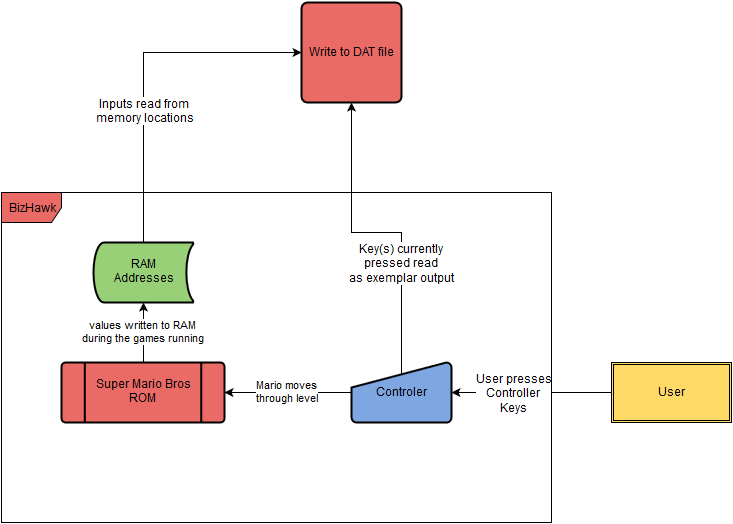 Write to DAT file
Inputs read from
memory locations
BizHawk
Key(s) currently
pressed read
as exemplar output
RAM
Addresses
values written to RAM
during the games running
Super Mario Bros
ROM
Mario moves
through level
Controler
User presses
Controller
Keys
User